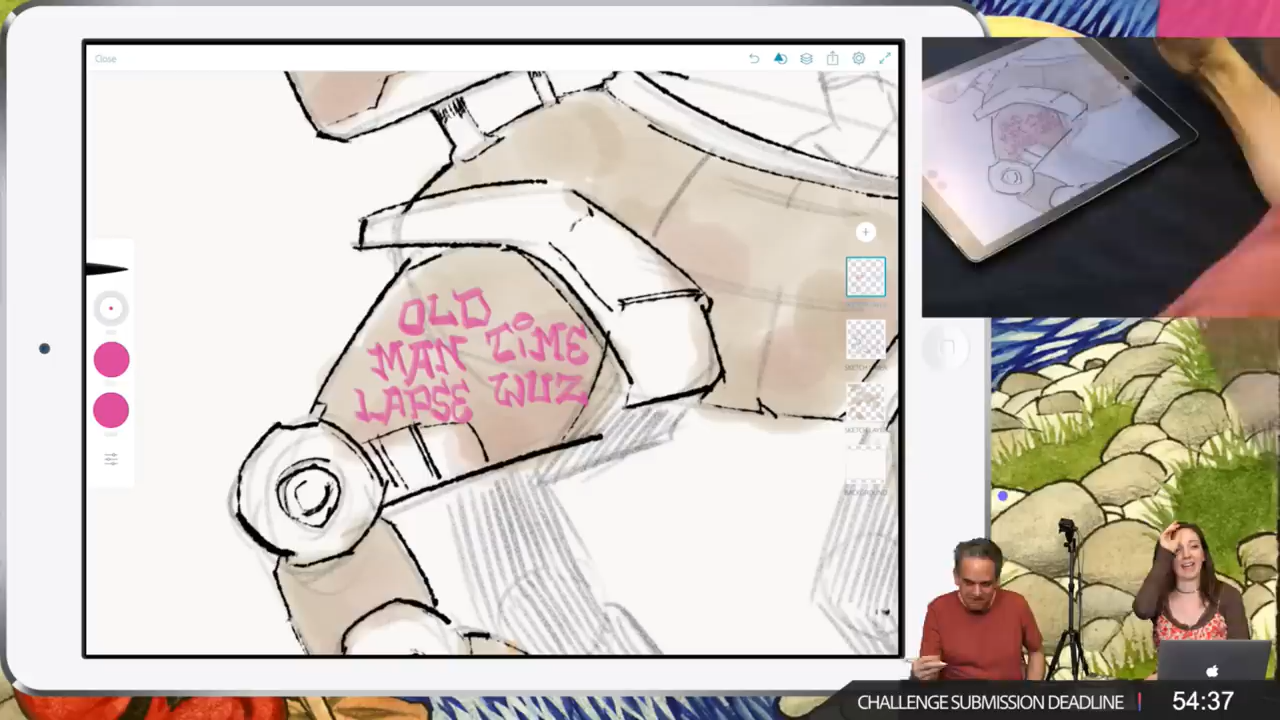 Close
OLD
MAN TiME
LAPSE WUZ
CHALLENGE SUBMISSION DEADLINE | 54:37